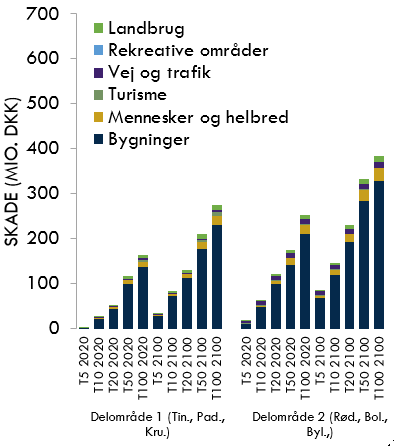 700
600
500
400
300
200
100
0
SKADE (MIO. DKK)
Landbrug
Rekreative områder
Vej og trafik
Turisme
Mennesker og helbred
Bygninger
T5 2020
T10 2020
T20 2020
T50 2020
T100 2020
T5 2100
T10 2100
T20 2100
T50 2100
T100 2100
T5 2020
T10 2020
T20 2020
T50 2020
T100 2020
T5 2100
T10 2100
T20 2100
T50 2100
T100 2100
Delområde 1 (Tin., Pad.,
Kru.)
Delområde 2 (Rød., Bol.,
Byl.,)